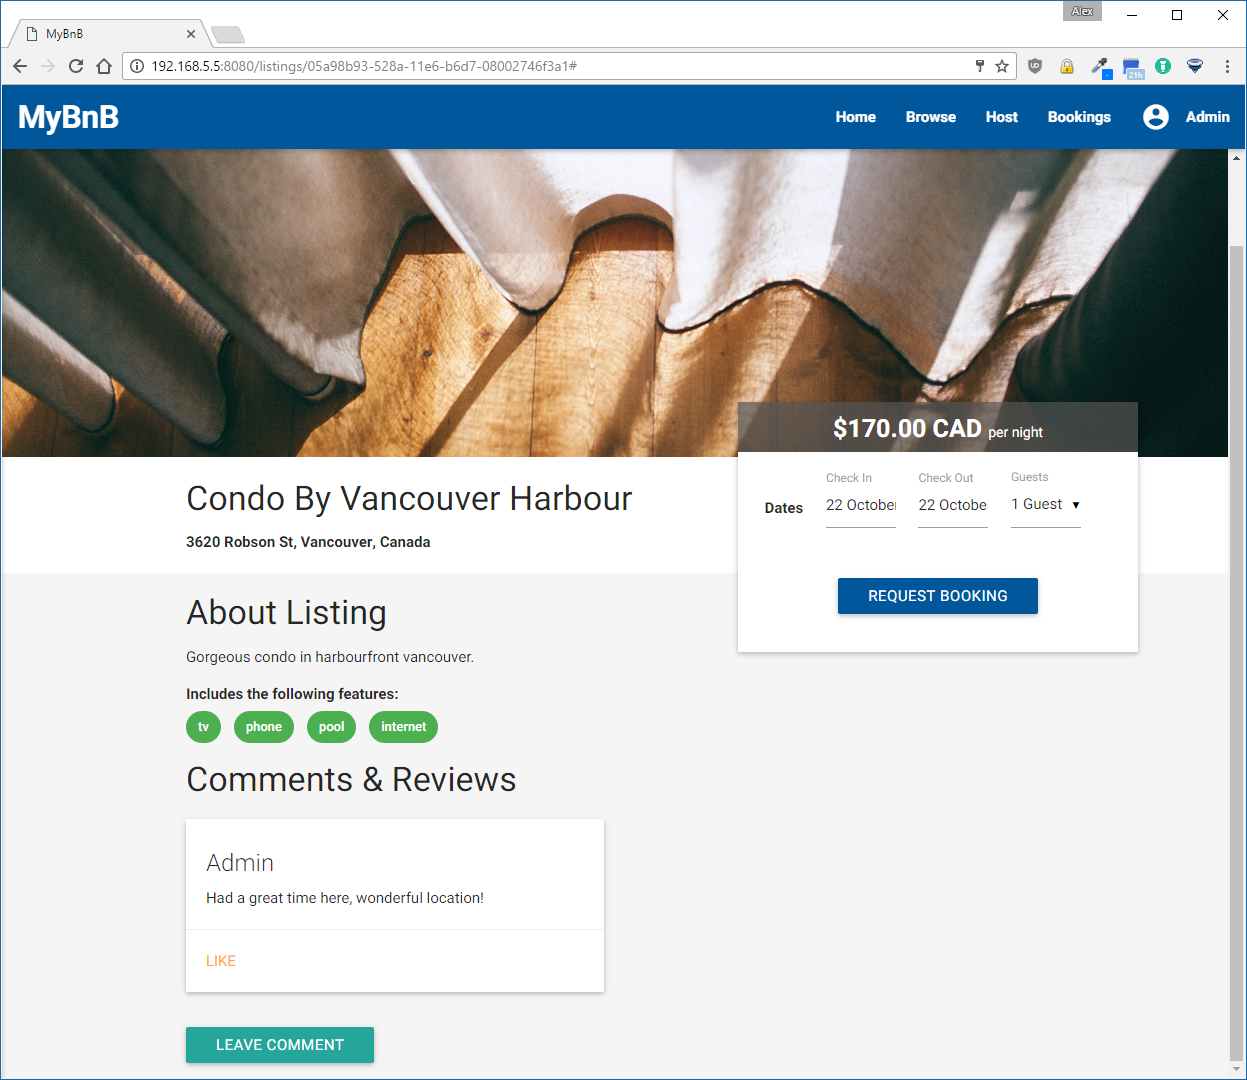 Alex
MyBnB
192.168.5.5:8080/listings/05a98b93-528a-11e6-b6d7-08002746f3a1#
21h
MyBnB
Home Browse Host Bookings Admin
$170.00 CAD per night
Check In Check Out Guests
Dates 22 October 22 Octobe 1 Guest
REQUEST BOOKING
Condo By Vancouver Harbour
3620 Robson St, Vancouver, Canada
About Listing
Gorgeous condo in harbourfront vancouver.
Includes the following features:
tv phone pool internet
Comments & Reviews
Admin
Had a great time here, wonderful location!
LIKE
LEAVE COMMENT